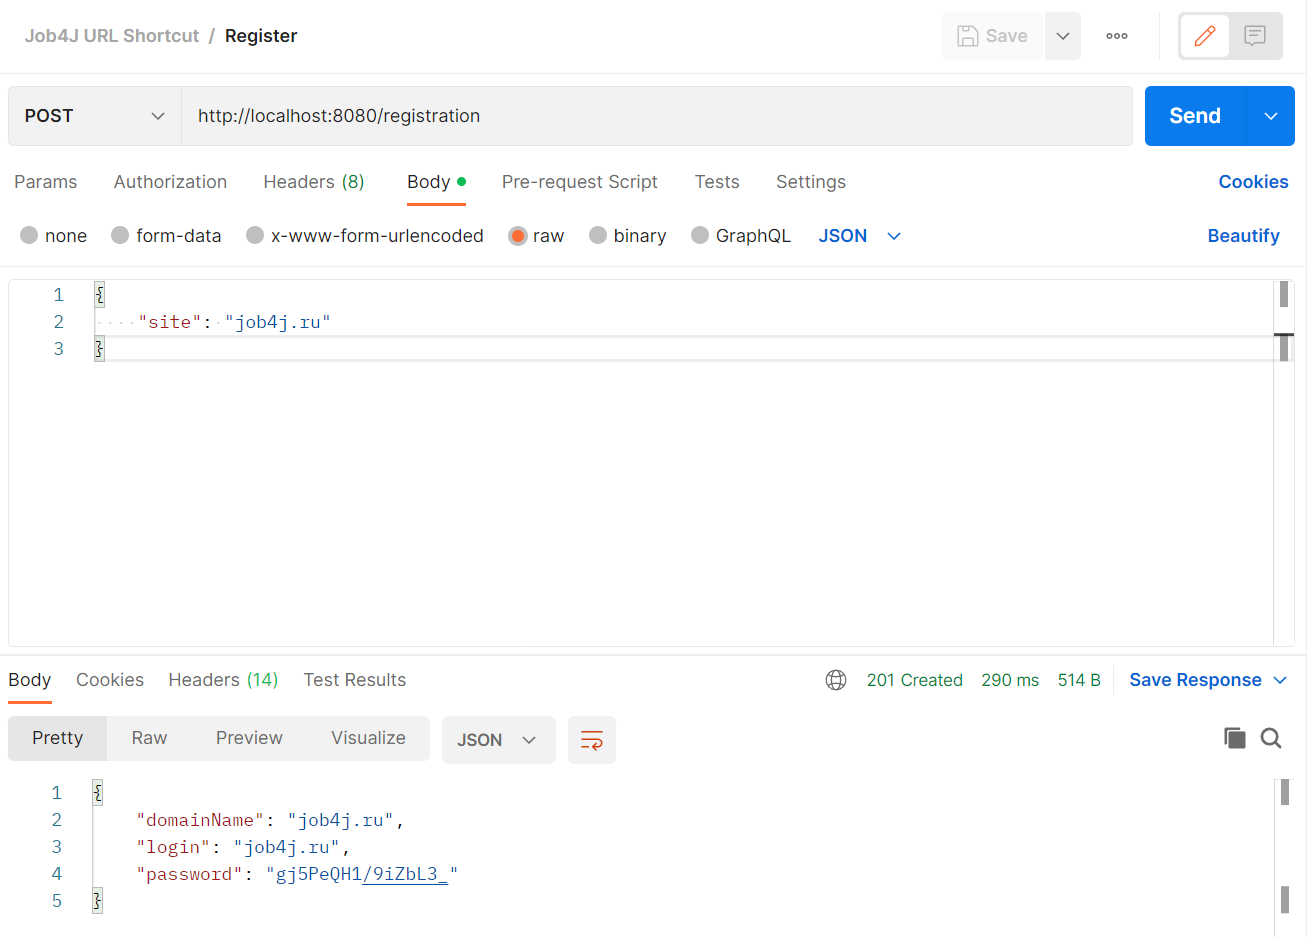 Job4J URL Shortcut / Register
Save
POST
http://localhost:8080/registration
Send
Params Authorization Headers (8) Body Pre-request Script Tests Settings Cookies
none form-data x-www-form-urlencoded raw binary GraphQL JSON Beautify
1 {
2 "site": "job4j.ru"
3 }
Body Cookies Headers (14) Test Results 201 Created 290 ms 514 B Save Response
Pretty Raw Preview Visualize JSON
1 {
2 "domainName": "job4j.ru",
3 "login": "job4j.ru",
4 "password": "gj5PeQH1/9iZbL3_"
5 }